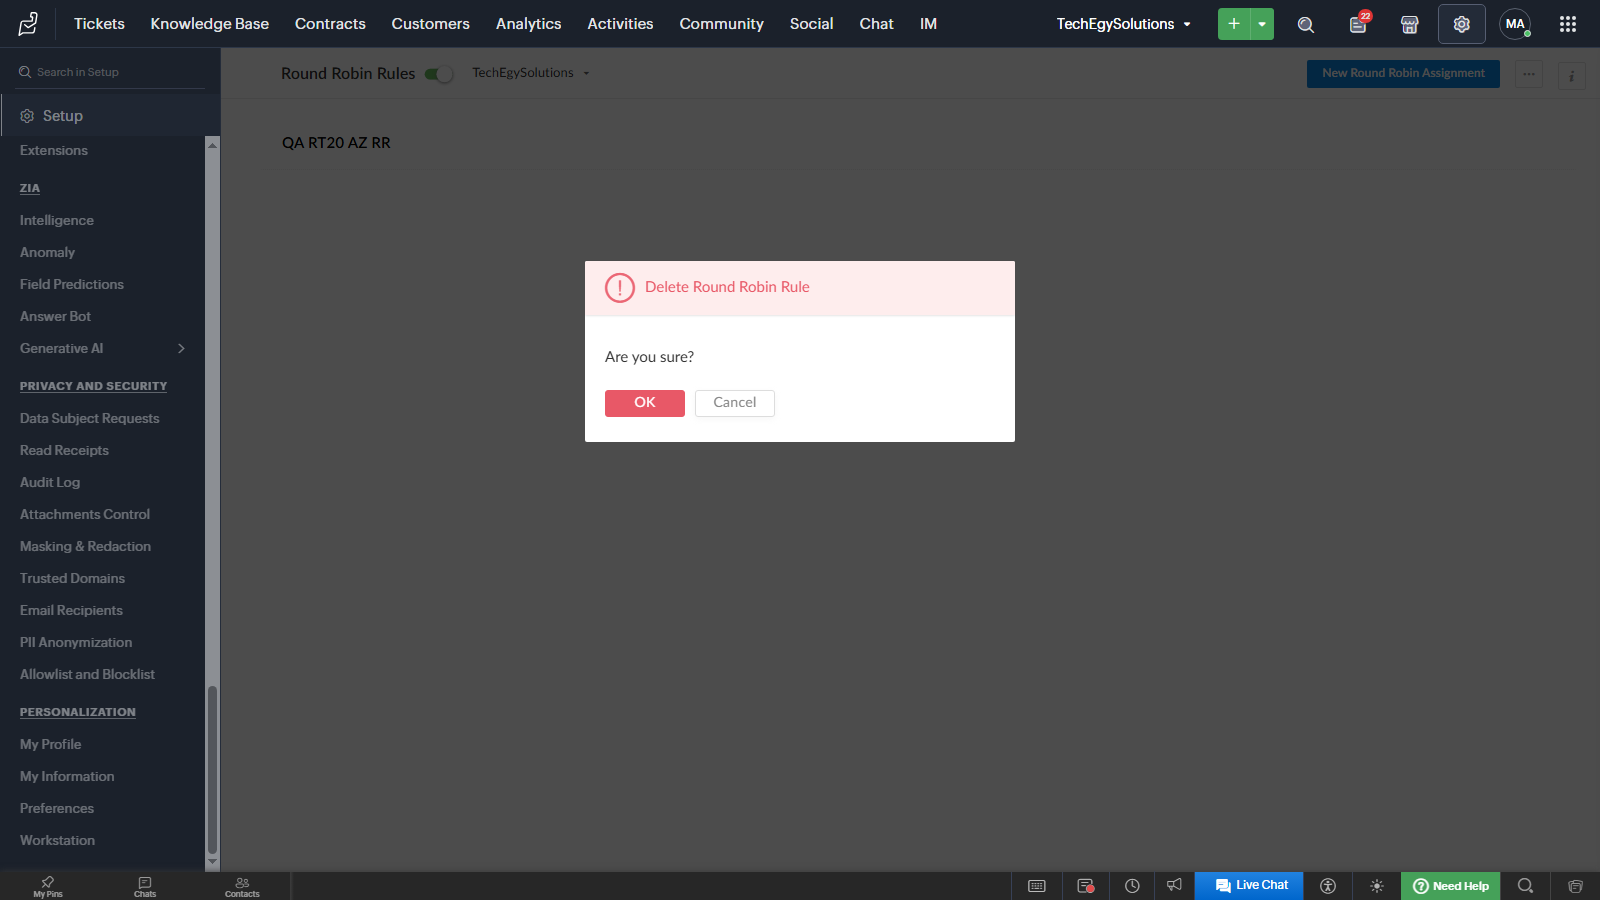 Tickets Knowledge Base Contracts Customers Analytics Activities Community Social Chat IM TechEgySolutions 22 MA
Search in Setup
Round Robin Rules TechEgySolutions New Round Robin Assignment
Setup
Extensions
QA RT20 AZ RR
ZIA
Intelligence
Anomaly
Field Predictions
Answer Bot
Generative AI
PRIVACY AND SECURITY
Data Subject Requests
Read Receipts
Audit Log
Attachments Control
Masking & Redaction
Trusted Domains
Email Recipients
PII Anonymization
Allowlist and Blocklist
PERSONALIZATION
My Profile
My Information
Preferences
Workstation
Delete Round Robin Rule
Are you sure?
OK Cancel
My Pins Chats Contacts Live Chat Need Help